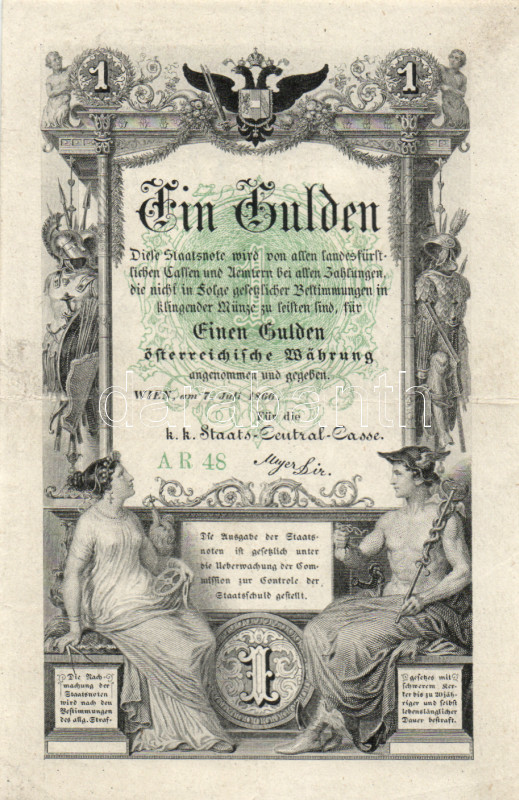 1 1
Ein Gulden
Diese Staatsnote wird von allen landesfürst-
lichen Cassen und Aemtern bei allen Zahlungen,
die nicht in Folge gesetzlicher Bestimmungen in
klingender Münze zu leisten sind, für
Einen Gulden
österreichische Währung
angenommen und gegeben.
WIEN, am 7. Juli 1866.
Für die
k. k. Staats-Central-Casse.
AR 48
Die Ausgabe der Staats-
noten ist gesetzlich unter
die Ueberwachung der Com-
mission zur Controle der
Staatsschuld gestellt.
1
Die Nach-
machung der
Staatsnoten
wird nach den
Bestimmungen
des allg. Straf-
gesetzes mit
schwerem Ker-
ker bis zu 20jäh-
riger und selbst
lebenslänglicher
Dauer bestraft.